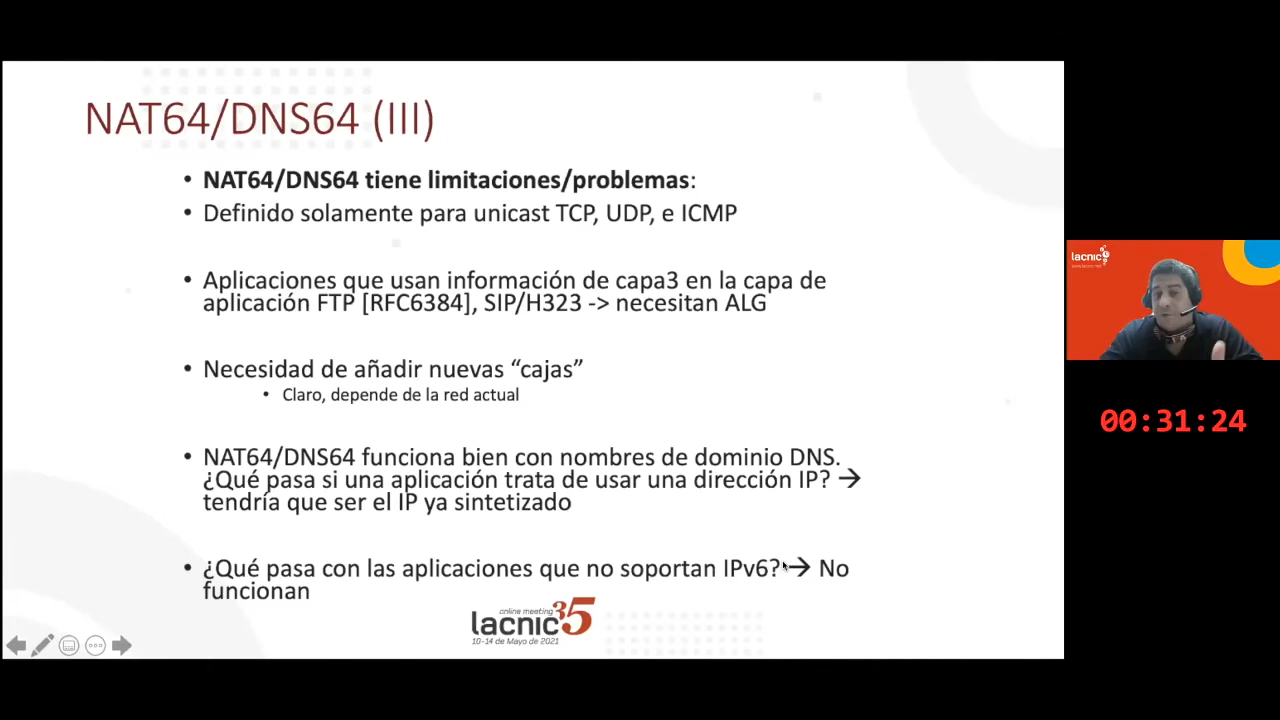 NAT64/DNS64 (III)
• NAT64/DNS64 tiene limitaciones/problemas:
• Definido solamente para unicast TCP, UDP, e ICMP
• Aplicaciones que usan información de capa3 en la capa de
aplicación FTP [RFC6384], SIP/H323 -> necesitan ALG
• Necesidad de añadir nuevas “cajas”
• Claro, depende de la red actual
• NAT64/DNS64 funciona bien con nombres de dominio DNS.
¿Qué pasa si una aplicación trata de usar una dirección IP? →
tendría que ser el IP ya sintetizado
• ¿Qué pasa con las aplicaciones que no soportan IPv6?→ No
funcionan
online meeting
lacnic35
10-14 de Mayo de 2021
lacnic
00:31:24